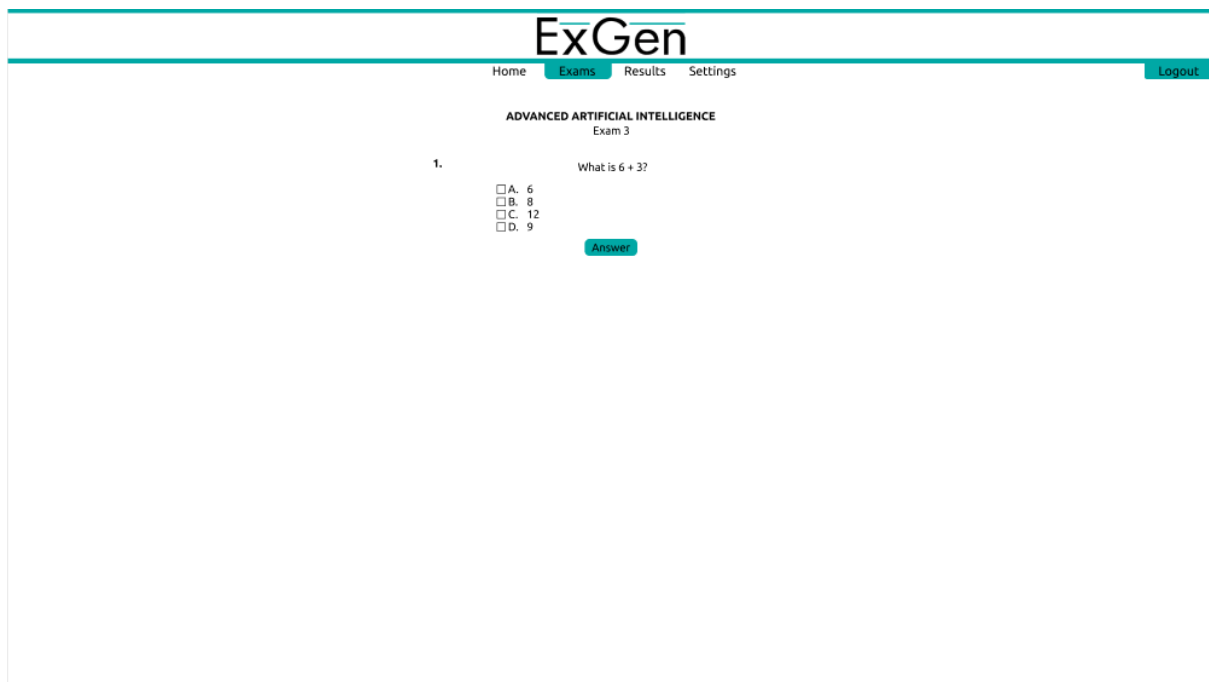 ExGen
Home Exams Results Settings Logout
ADVANCED ARTIFICIAL INTELLIGENCE
Exam 3
1. What is 6 + 3?
A. 6
B. 8
C. 12
D. 9
Answer